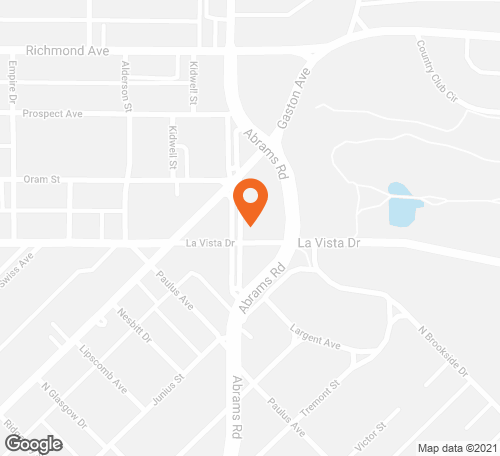 Richmond Ave
Empire Dr
Alderson St
Kidwell St
Gaston Ave
Country Club Cir
Prospect Ave
Kidwell St
Abrams Rd
Oram St
La Vista Dr
La Vista Dr
Swiss Ave
Paulus Ave
Abrams Rd
Nesbitt Dr
Largent Ave
N Brookside Dr
Lipscomb Ave
Junius St
N Glasgow Dr
Abrams Rd
Tremont St
Paulus Ave
Victor St
Google
Map data ©2021